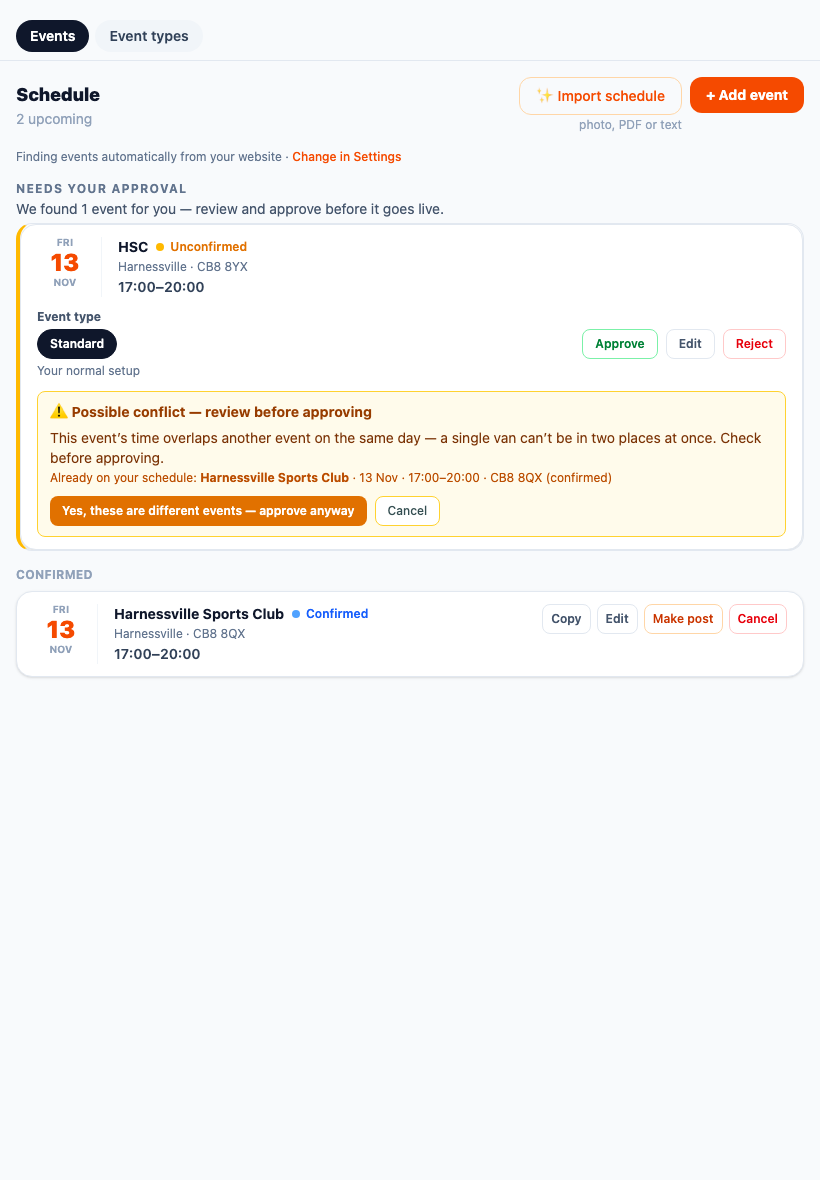 Events Event types
Schedule
2 upcoming
✨ Import schedule
+ Add event
photo, PDF or text
Finding events automatically from your website · Change in Settings
NEEDS YOUR APPROVAL
We found 1 event for you — review and approve before it goes live.
FRI
13
NOV
HSC Unconfirmed
Harnessville · CB8 8YX
17:00–20:00
Event type
Standard
Approve Edit Reject
Your normal setup
⚠️ Possible conflict — review before approving
This event’s time overlaps another event on the same day — a single van can’t be in two places at once. Check
before approving.
Already on your schedule: Harnessville Sports Club · 13 Nov · 17:00–20:00 · CB8 8QX (confirmed)
Yes, these are different events — approve anyway Cancel
CONFIRMED
FRI
13
NOV
Harnessville Sports Club Confirmed
Harnessville · CB8 8QX
17:00–20:00
Copy Edit Make post Cancel